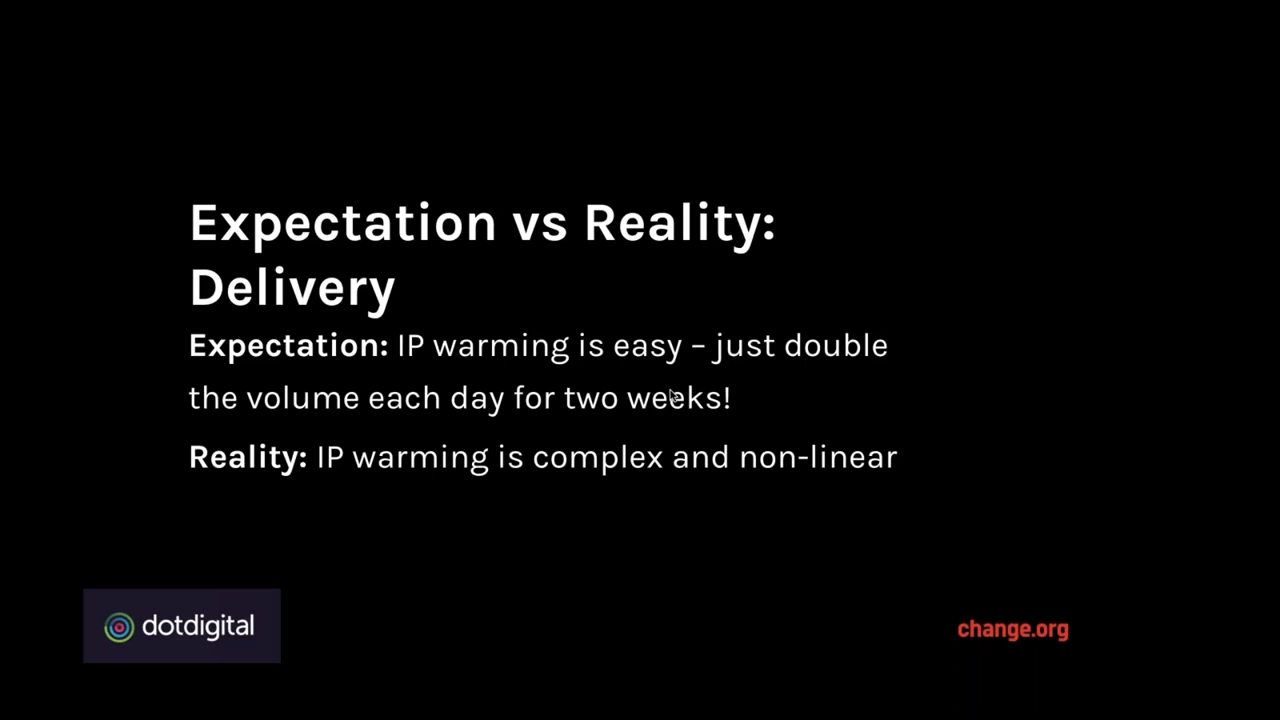 Expectation vs Reality:
Delivery
Expectation: IP warming is easy – just double
the volume each day for two weeks!
Reality: IP warming is complex and non-linear
dotdigital
change.org